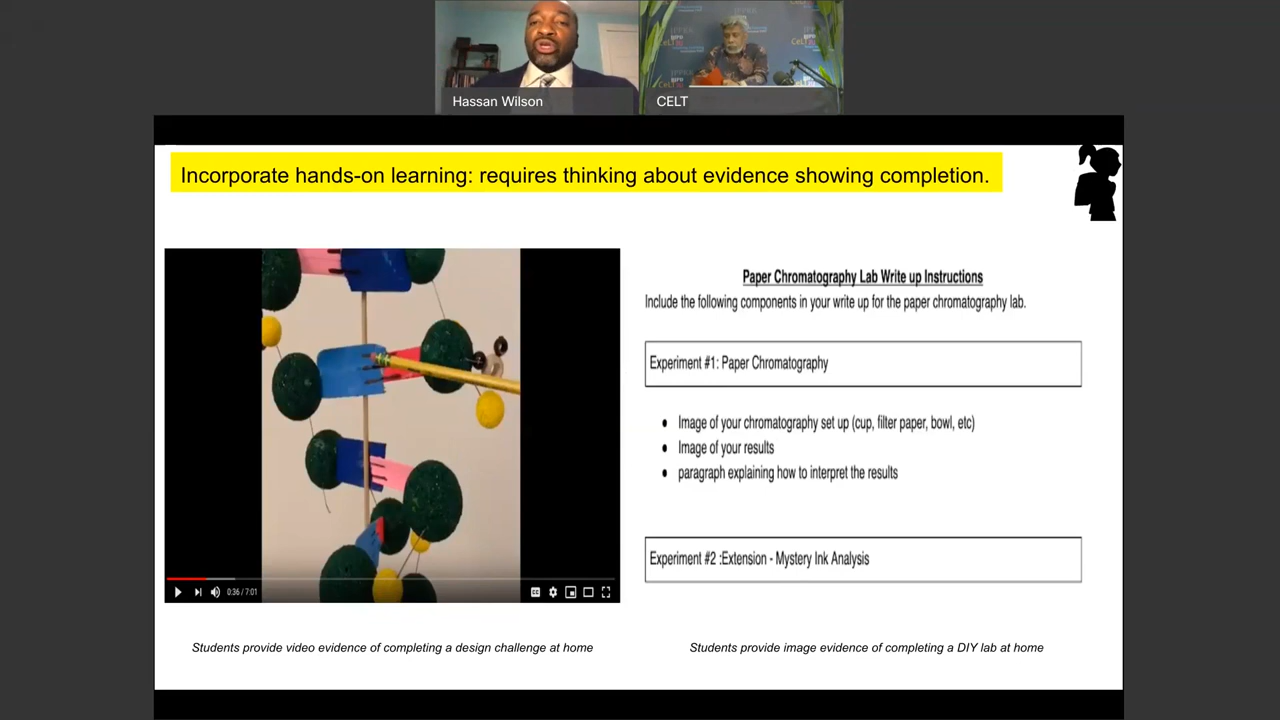 Hassan Wilson
CELT
Incorporate hands-on learning: requires thinking about evidence showing completion.
Paper Chromatography Lab Write up Instructions
Include the following components in your write up for the paper chromatography lab.
Experiment #1: Paper Chromatography
• Image of your chromatography set up (cup, filter paper, bowl, etc)
• Image of your results
• paragraph explaining how to interpret the results
Experiment #2 :Extension - Mystery Ink Analysis
0:36 / 7:01
Students provide video evidence of completing a design challenge at home
Students provide image evidence of completing a DIY lab at home